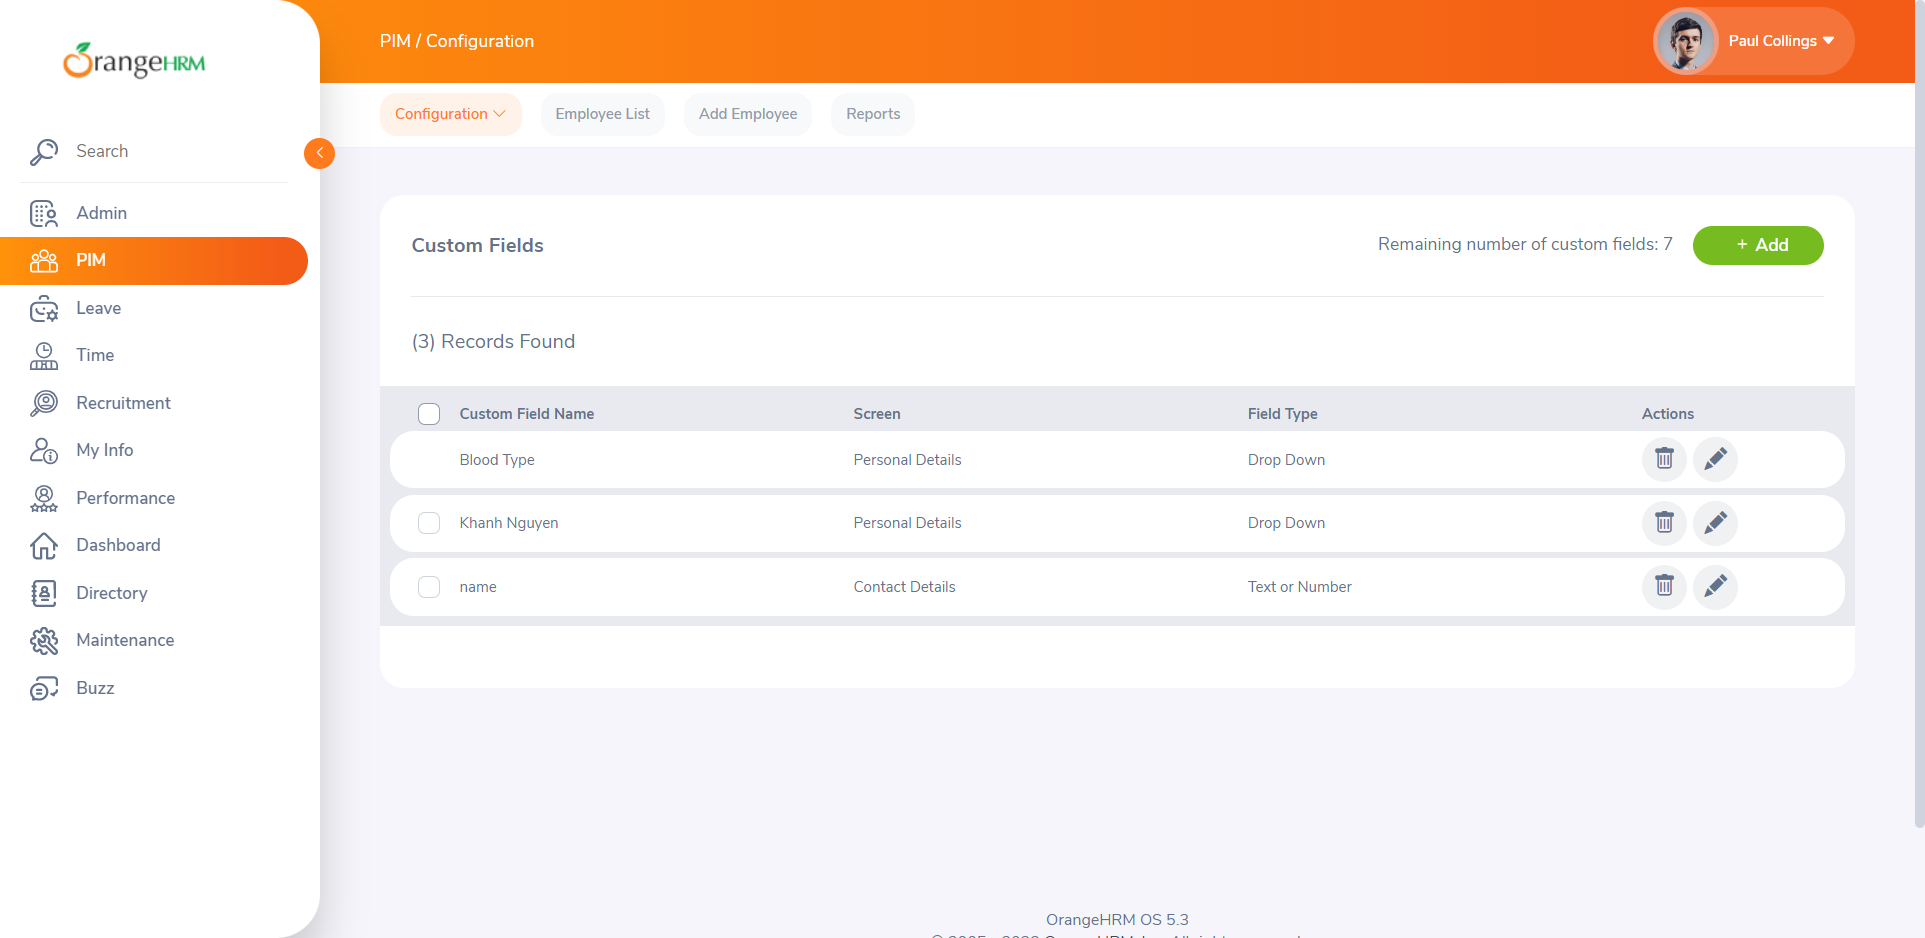 OrangeHRM
PIM / Configuration
Paul Collings
Configuration
Employee List
Add Employee
Reports
Search
Admin
PIM
Leave
Time
Recruitment
My Info
Performance
Dashboard
Directory
Maintenance
Buzz
Custom Fields
Remaining number of custom fields: 7
+ Add
(3) Records Found
Custom Field Name Screen Field Type Actions
Blood Type Personal Details Drop Down
Khanh Nguyen Personal Details Drop Down
name Contact Details Text or Number
OrangeHRM OS 5.3